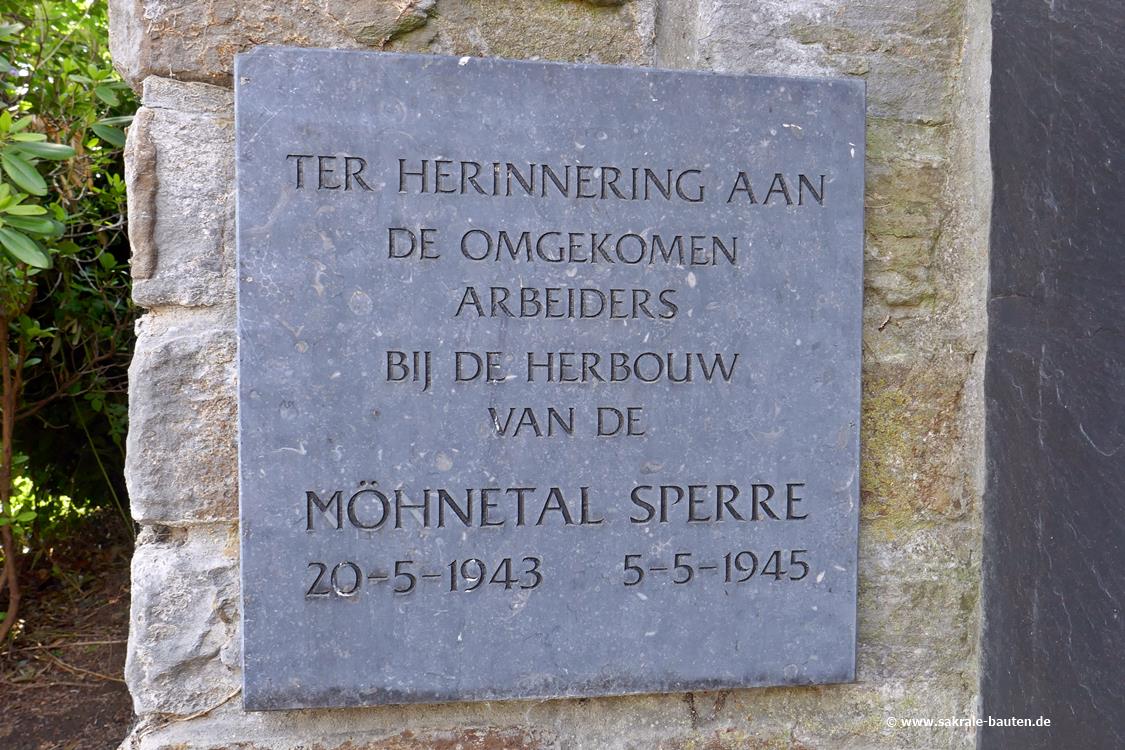 TER HERINNERING AAN
DE OMGEKOMEN
ARBEIDERS
BIJ DE HERBOUW
VAN DE
MÖHNETAL SPERRE
20-5-1943 5-5-1945
© www.sakrale-bauten.de